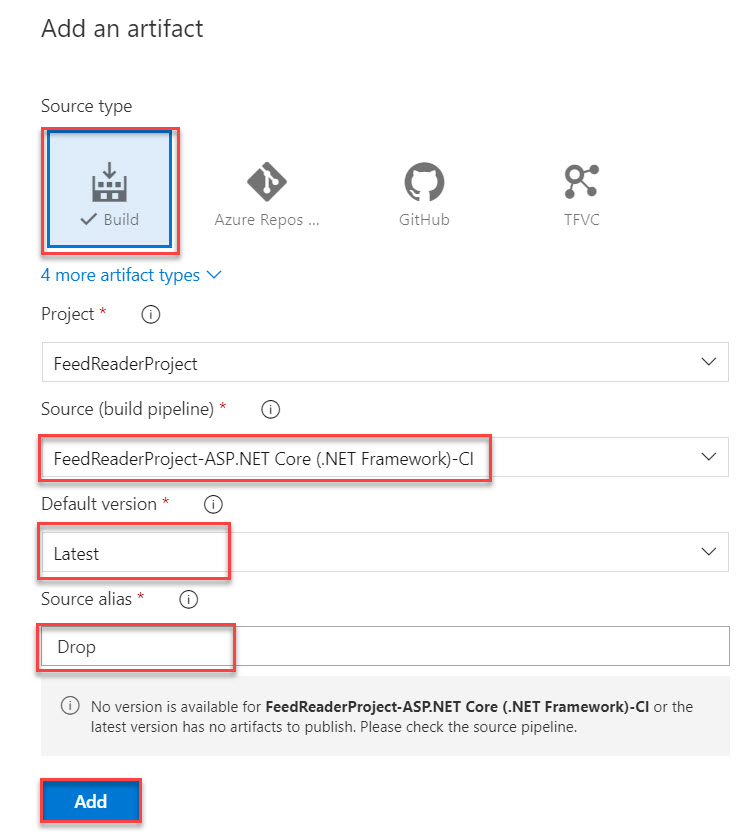 Add an artifact
Source type
Build
Azure Repos ...
GitHub
TFVC
4 more artifact types
Project *
FeedReaderProject
Source (build pipeline) *
FeedReaderProject-ASP.NET Core (.NET Framework)-CI
Default version *
Latest
Source alias *
Drop
No version is available for FeedReaderProject-ASP.NET Core (.NET Framework)-CI or the
latest version has no artifacts to publish. Please check the source pipeline.
Add